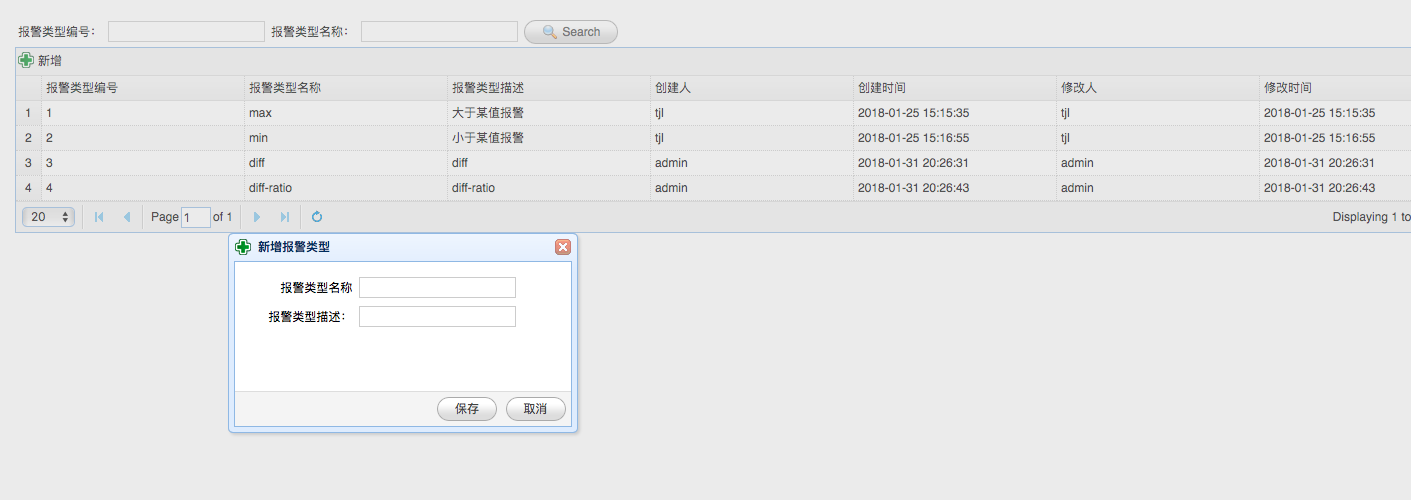 报警类型编号： 报警类型名称： Search
新增
报警类型编号 报警类型名称 报警类型描述 创建人 创建时间 修改人 修改时间
1 1 max 大于某值报警 tjl 2018-01-25 15:15:35 tjl 2018-01-25 15:15:35
2 2 min 小于某值报警 tjl 2018-01-25 15:16:55 tjl 2018-01-25 15:16:55
3 3 diff diff admin 2018-01-31 20:26:31 admin 2018-01-31 20:26:31
4 4 diff-ratio diff-ratio admin 2018-01-31 20:26:43 admin 2018-01-31 20:26:43
20 Page 1 of 1 Displaying 1 to
新增报警类型
报警类型名称
报警类型描述：
保存 取消